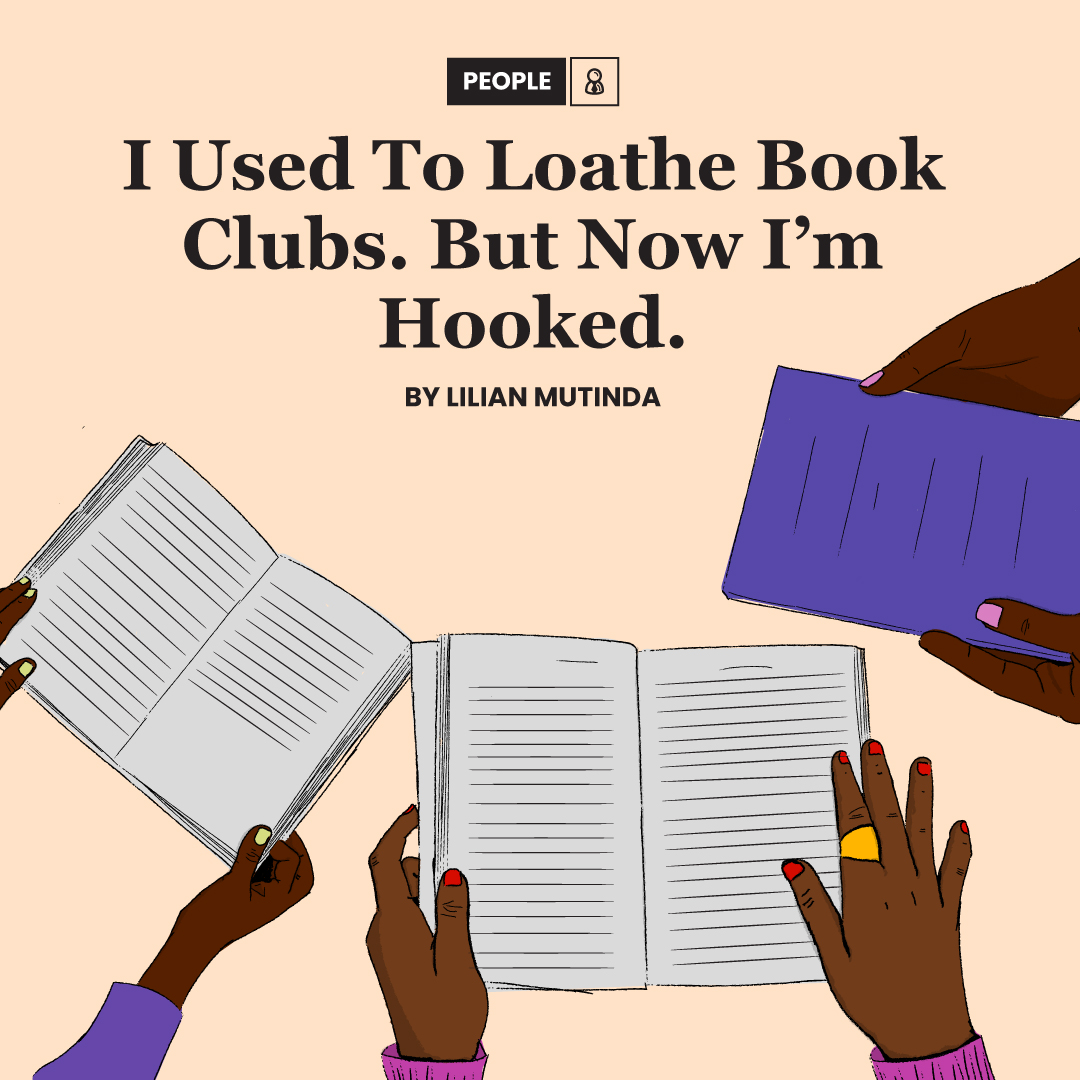 PEOPLE
I Used To Loathe Book
Clubs. But Now I’m
Hooked.
BY LILIAN MUTINDA